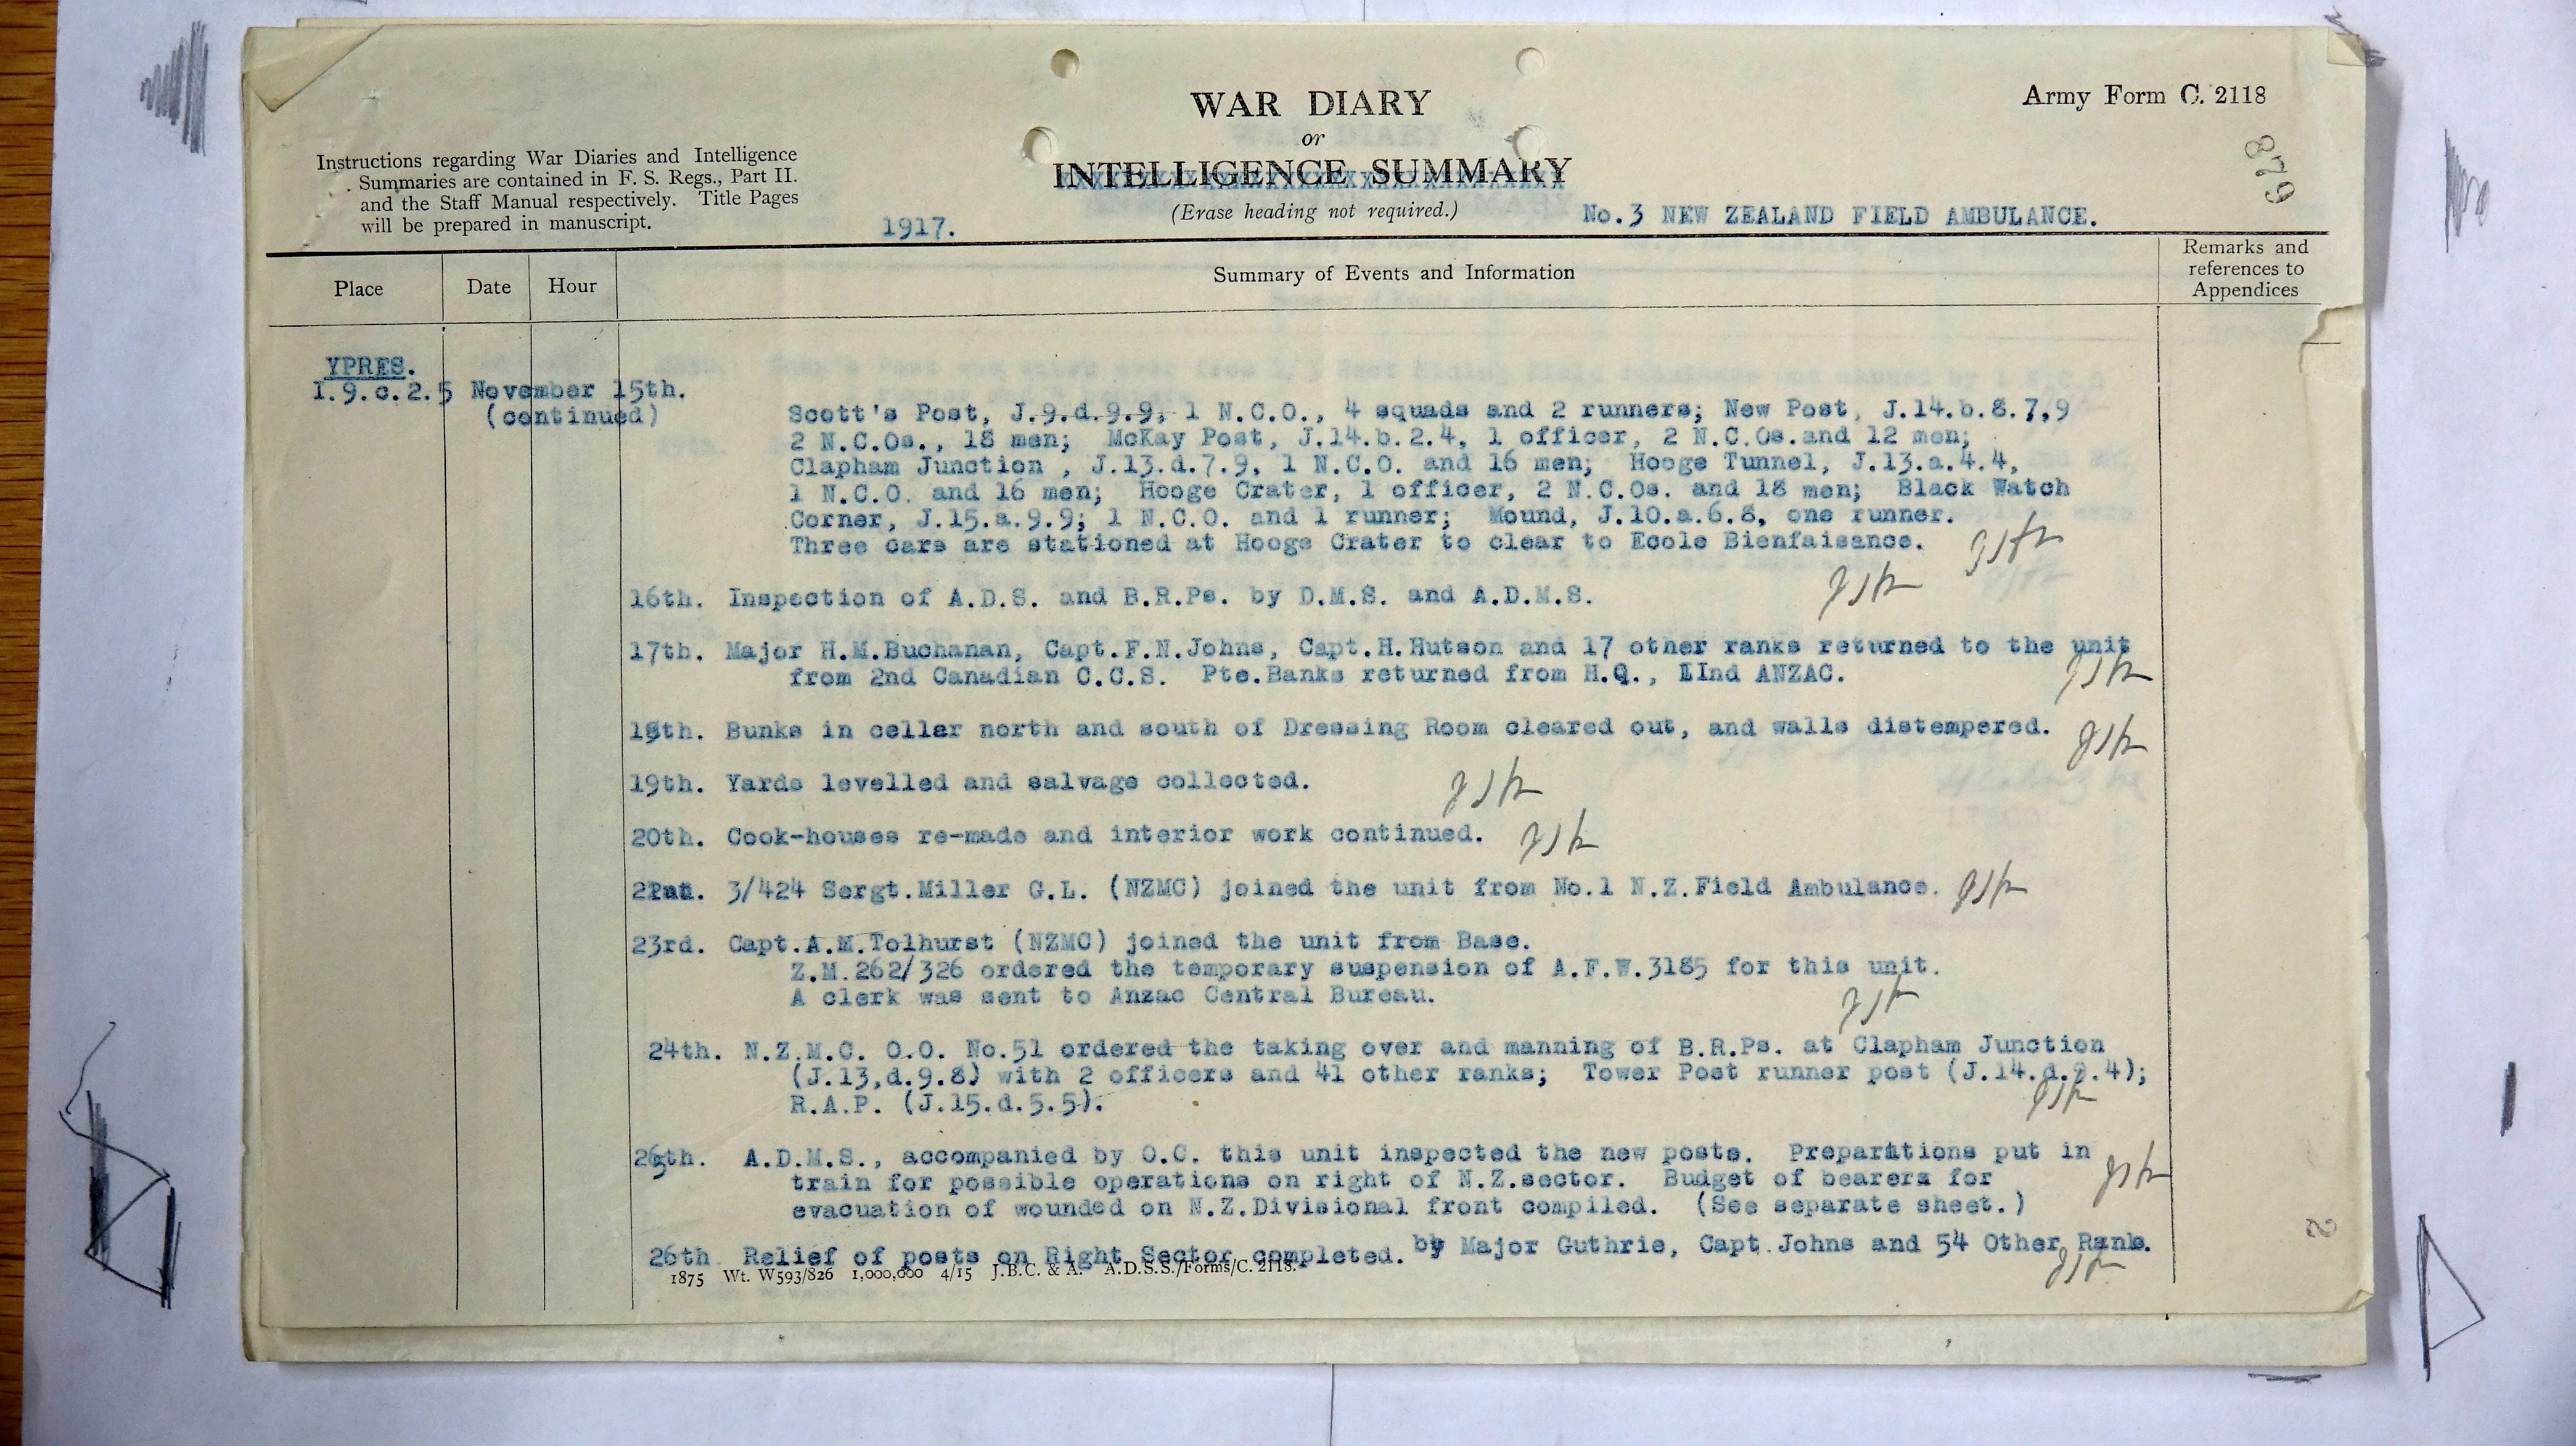 Army Form C. 2118
WAR DIARY
or
INTELLIGENCE SUMMARY
(Erase heading not required.)
Instructions regarding War Diaries and Intelligence
Summaries are contained in F. S. Regs., Part II.
and the Staff Manual respectively. Title Pages
will be prepared in manuscript.
1917.
No.3 NEW ZEALAND FIELD AMBULANCE.
Place
Date
Hour
Summary of Events and Information
Remarks and
references to
Appendices
YPRES.
I.9.c.2.5 November 15th.
(continued)
Scott's Post, J.9.d.9.9, 1 N.C.O., 4 squads and 2 runners; New Post, J.14.b.8.7,9
2 N.C.Os., 18 men; McKay Post, J.14.b.2.4, 1 officer, 2 N.C.Os.and 12 men;
Clapham Junction , J.13.d.7.9, 1 N.C.O. and 16 men; Hooge Tunnel, J.13.a.4.4,
1 N.C.O. and 16 men; Hooge Crater, 1 officer, 2 N.C.Os. and 18 men; Black Watch
Corner, J.15.a.9.9; 1 N.C.O. and 1 runner; Mound, J.10.a.6.8, one runner.
Three cars are stationed at Hooge Crater to clear to Ecole Bienfaisance.
16th. Inspection of A.D.S. and B.R.Ps. by D.M.S. and A.D.M.S.
17th. Major H.M.Buchanan, Capt.F.N.Johns, Capt.H.Hutson and 17 other ranks returned to the unit
from 2nd Canadian C.C.S. Pte.Banks returned from H.Q., IInd ANZAC.
18th. Bunks in cellar north and south of Dressing Room cleared out, and walls distempered.
19th. Yards levelled and salvage collected.
20th. Cook-houses re-made and interior work continued.
3/424 Sergt.Miller G.L. (NZMC) joined the unit from No.1 N.Z.Field Ambulance.
23rd. Capt.A.M.Tolhurst (NZMC) joined the unit from Base.
Z.M.262/326 ordered the temporary suspension of A.F.W.3185 for this unit.
A clerk was sent to Anzac Central Bureau.
24th. N.Z.M.C. O.O. No.51 ordered the taking over and manning of B.R.Ps. at Clapham Junction
(J.13,d.9.8) with 2 officers and 41 other ranks; Tower Post runner post (J.14.d.9.4);
R.A.P. (J.15.d.5.5).
25th. A.D.M.S., accompanied by O.C. this unit inspected the new posts. Preparations put in
train for possible operations on right of N.Z.sector. Budget of bearers for
evacuation of wounded on N.Z.Divisional front compiled. (See separate sheet.)
26th Relief of posts on Right Sector completed. by Major Guthrie, Capt.Johns and 54 Other Ranks.
1875 Wt. W593/826 1,000,000 4/15 J.B.C. & A. A.D.S.S./Forms/C. 2118.